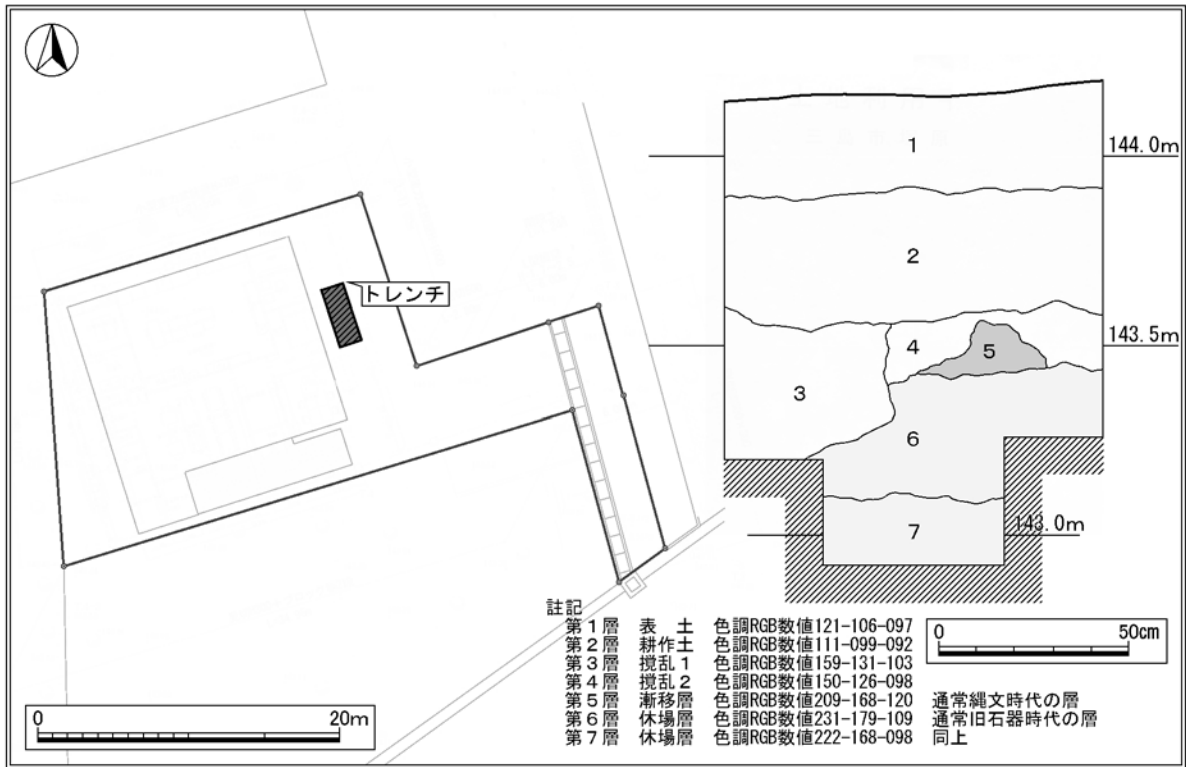 トレンチ
1
144.0m
2
143.5m
4
5
3
6
7
143.0m
註記
第1層 表 土 色調RGB数値121-106-097
第2層 耕作土 色調RGB数値111-099-092
第3層 撹乱1 色調RGB数値159-131-103
第4層 撹乱2 色調RGB数値150-126-098
第5層 漸移層 色調RGB数値209-168-120 通常縄文時代の層
第6層 休場層 色調RGB数値231-179-109 通常旧石器時代の層
第7層 休場層 色調RGB数値222-168-098 同上
0 50cm
0 20m